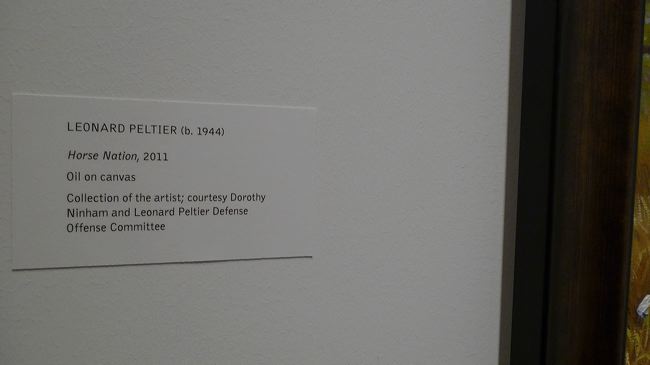 LEONARD PELTIER (b. 1944)
Horse Nation, 2011
Oil on canvas
Collection of the artist; courtesy Dorothy
Ninham and Leonard Peltier Defense
Offense Committee